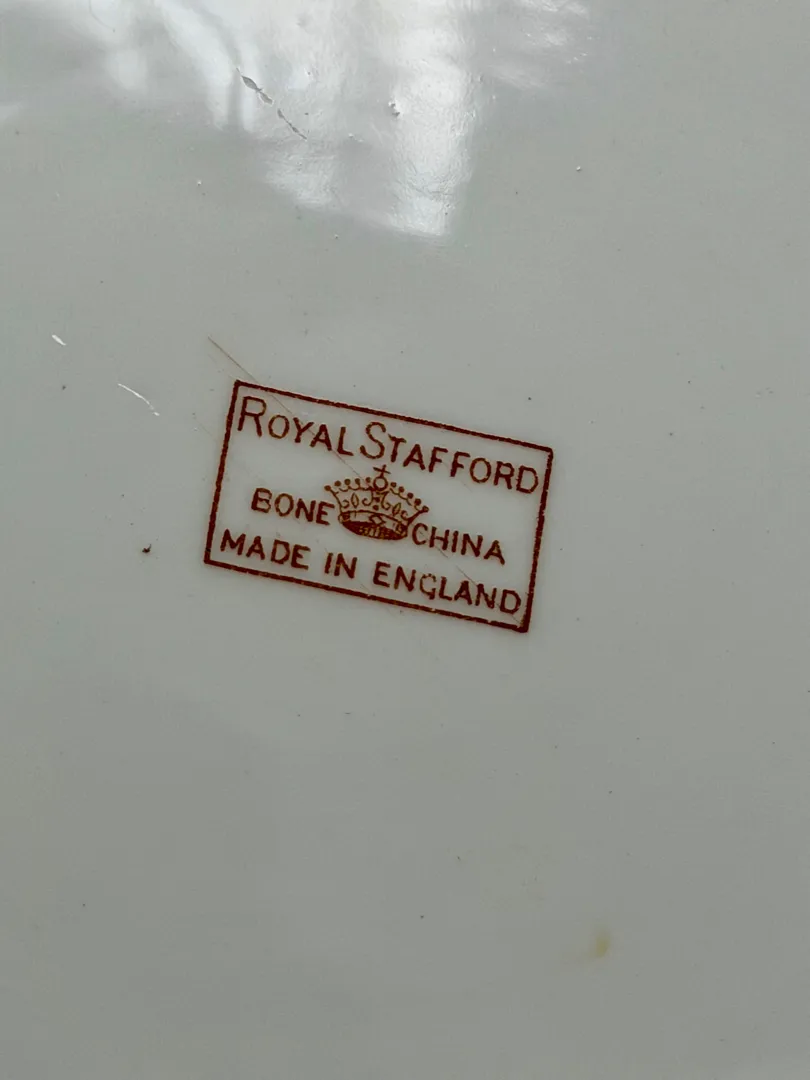 ROYAL STAFFORD
BONE CHINA
MADE IN ENGLAND